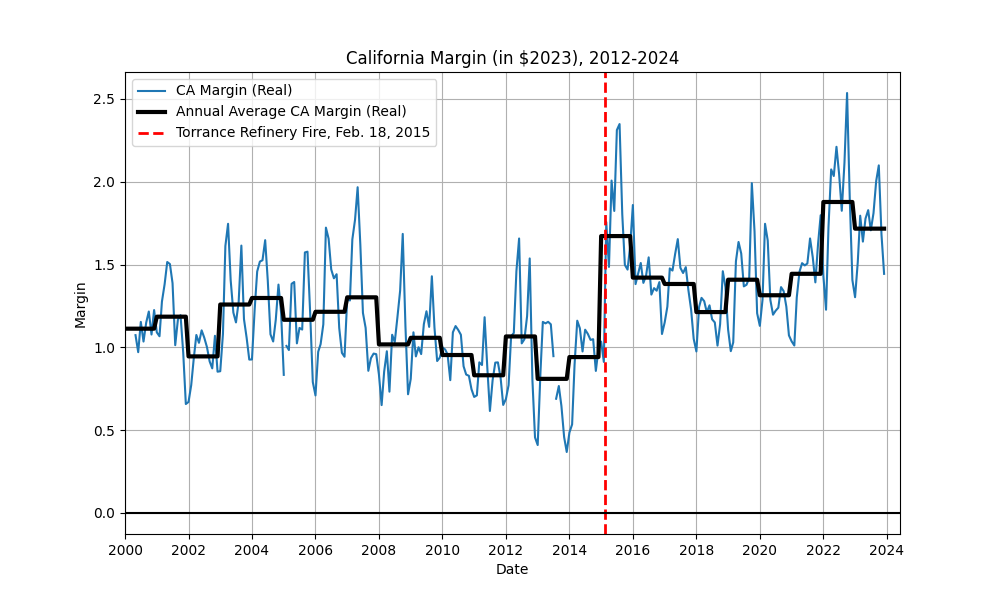 California Margin (in $2023), 2012-2024
CA Margin (Real)
Annual Average CA Margin (Real)
Torrance Refinery Fire, Feb. 18, 2015
2.5
2.0
1.5
1.0
0.5
0.0
Margin
2000 2002 2004 2006 2008 2010 2012 2014 2016 2018 2020 2022 2024
Date